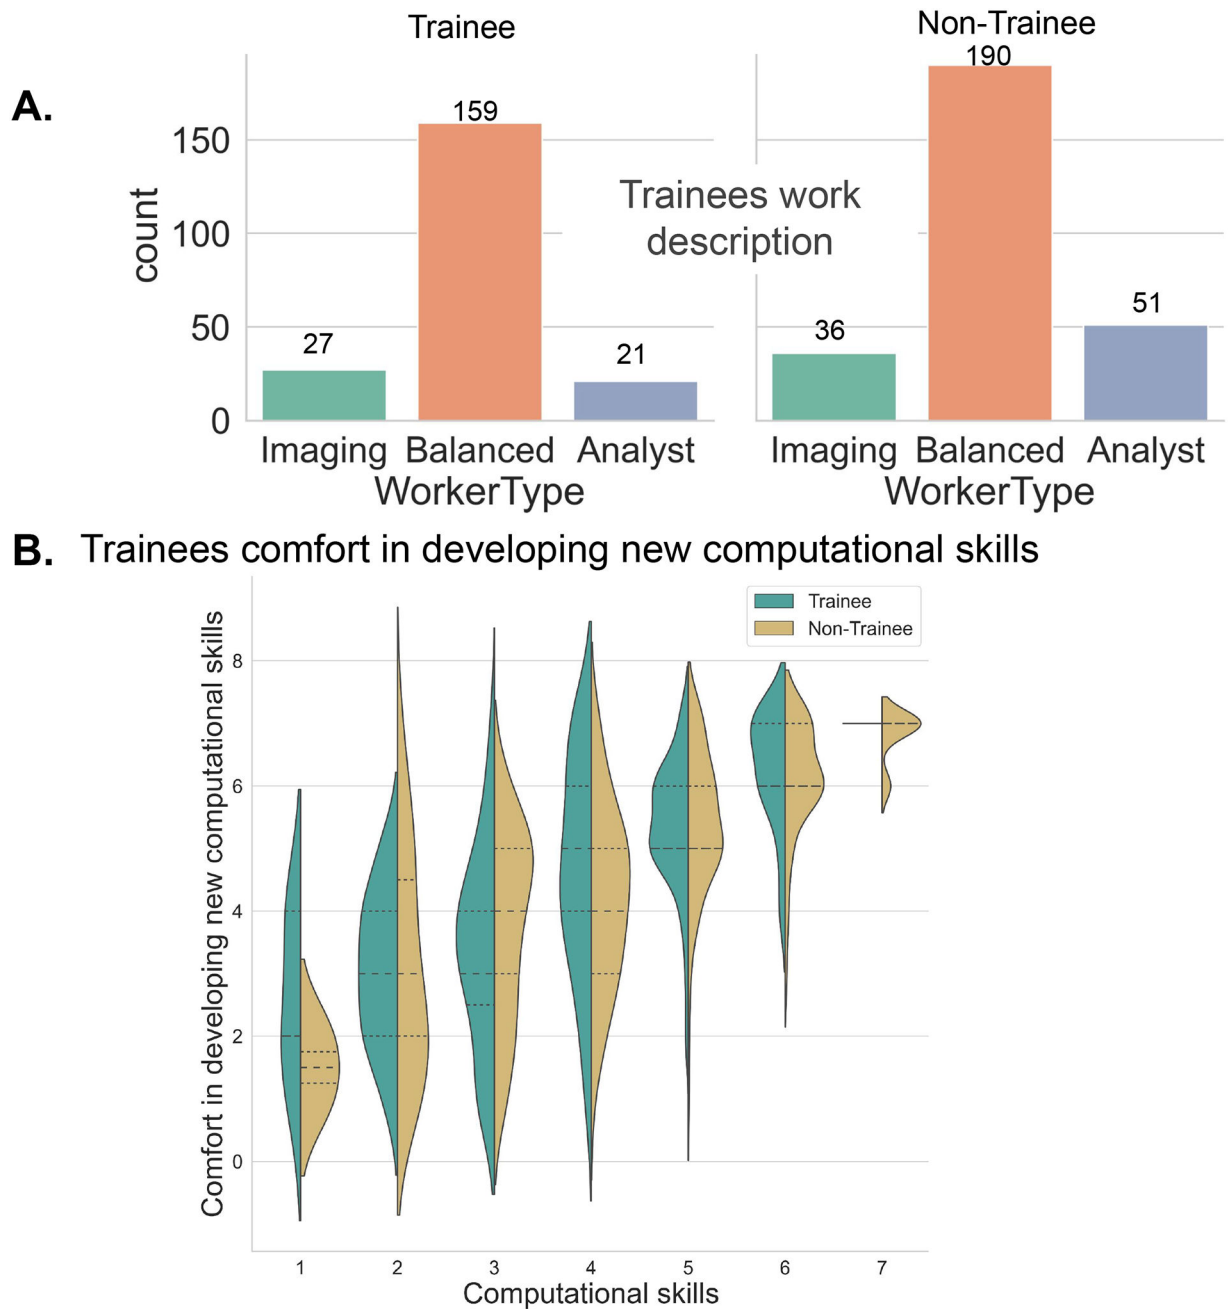 A.
Trainee
Non-Trainee
count
150
100
50
0
159
27
21
190
36
51
Trainees work
description
Imaging Balanced Analyst
WorkerType
Imaging Balanced Analyst
WorkerType
B. Trainees comfort in developing new computational skills
Trainee
Non-Trainee
Comfort in developing new computational skills
8
6
4
2
0
1 2 3 4 5 6 7
Computational skills